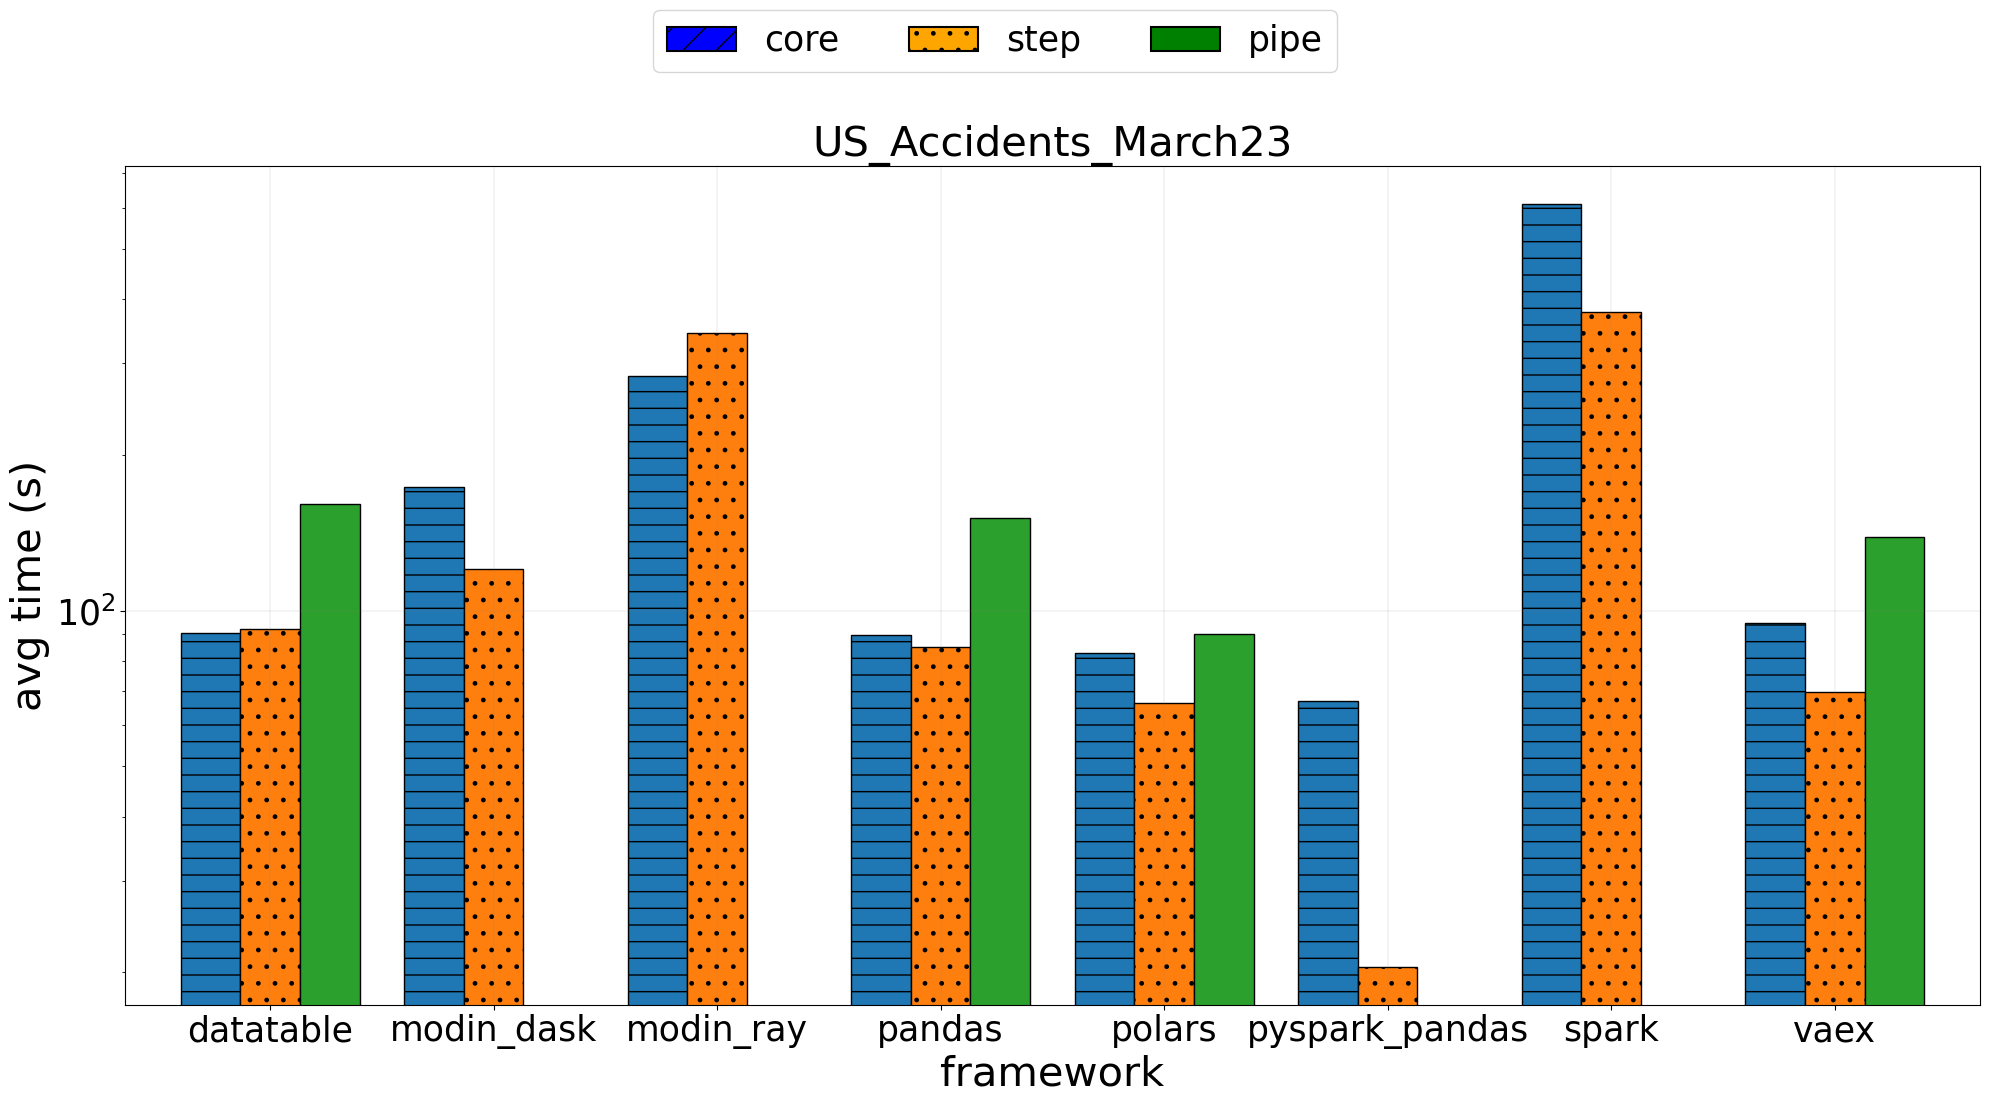 core step pipe
US_Accidents_March23
avg time (s)
10²
datatable modin_dask modin_ray pandas polars pyspark_pandas spark vaex
framework